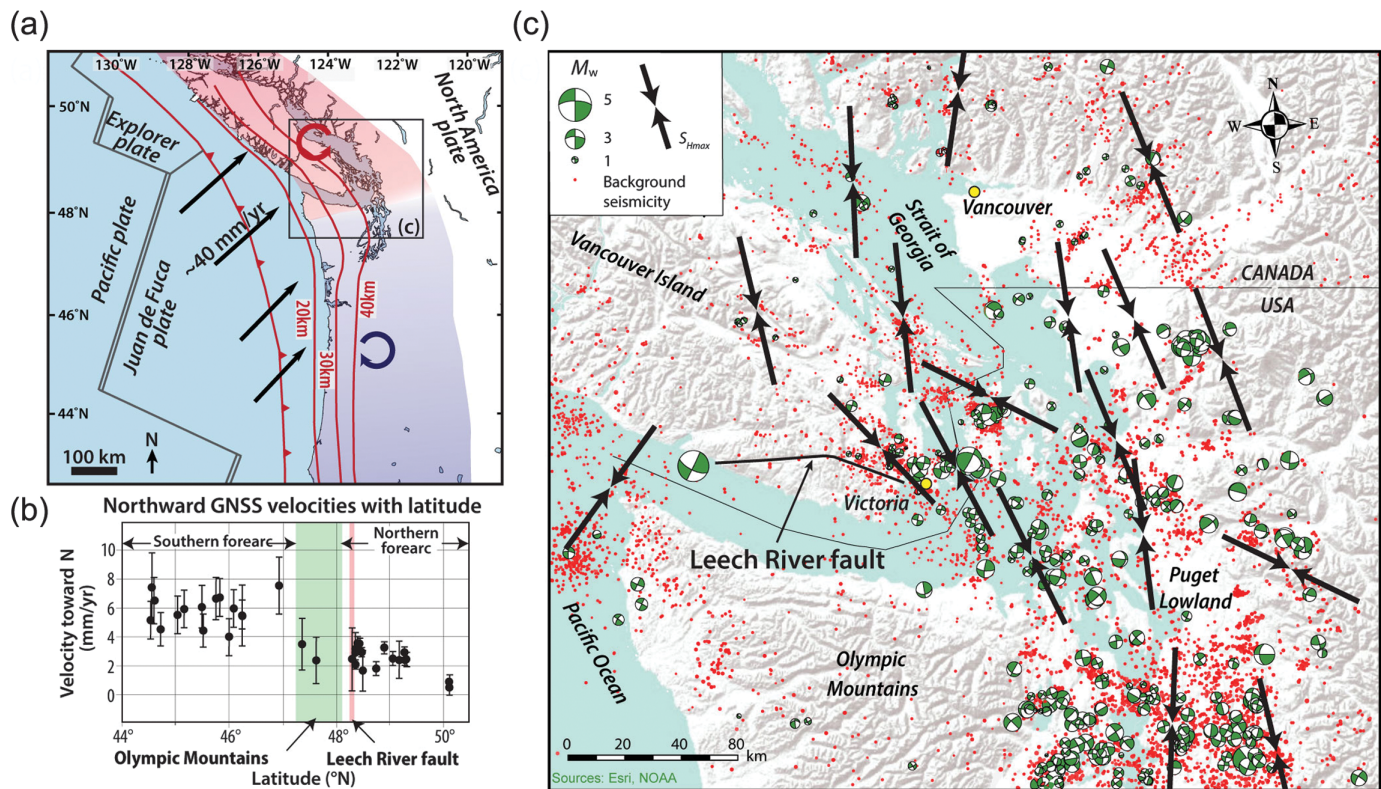 (a)
130°W 128°W 126°W 124°W 122°W 120°W
50°N
48°N
46°N
44°N
Explorer
plate
Pacific plate
Juan de Fuca
plate
North America
plate
~40 mm/yr
20km
30km
40km
(c)
100 km
N
(b)
Northward GNSS velocities with latitude
Southern forearc
Northern
forearc
Velocity toward N
(mm/yr)
10
8
6
4
2
0
44° 46° 48° 50°
Olympic Mountains
Leech River fault
Latitude (°N)
(c)
Mw
5
3
1
SHmax
Background
seismicity
N
W E
S
Vancouver
Strait of
Georgia
Vancouver Island
CANADA
USA
Victoria
Leech River fault
Puget
Lowland
Pacific Ocean
Olympic
Mountains
0 20 40 60 80
km
Sources: Esri, NOAA